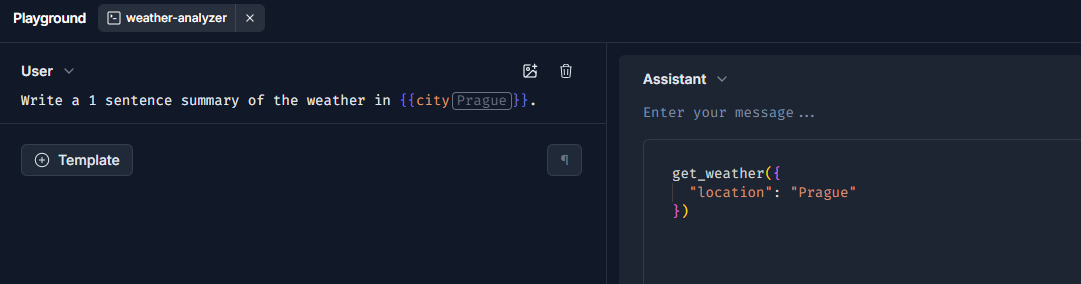 Playground
weather-analyzer
User
Write a 1 sentence summary of the weather in {{city Prague}}.
Template
¶
Assistant
Enter your message...
get_weather({
"location": "Prague"
})